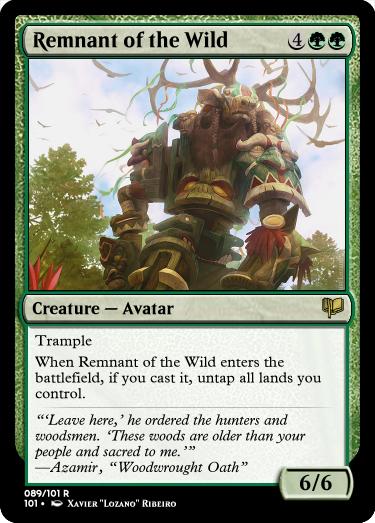 Remnant of the Wild 4
Creature — Avatar
Trample
When Remnant of the Wild enters the
battlefield, if you cast it, untap all lands you
control.
“‘Leave here,’ he ordered the hunters and
woodsmen. ‘These woods are older than your
people and sacred to me.’”
—Azamir, “Woodwrought Oath”
6/6
089/101 R
101 • Xavier "Lozano" Ribeiro